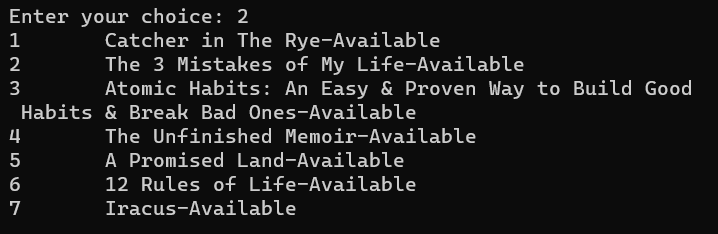 Enter your choice: 2
1 Catcher in The Rye-Available
2 The 3 Mistakes of My Life-Available
3 Atomic Habits: An Easy & Proven Way to Build Good
Habits & Break Bad Ones-Available
4 The Unfinished Memoir-Available
5 A Promised Land-Available
6 12 Rules of Life-Available
7 Iracus-Available